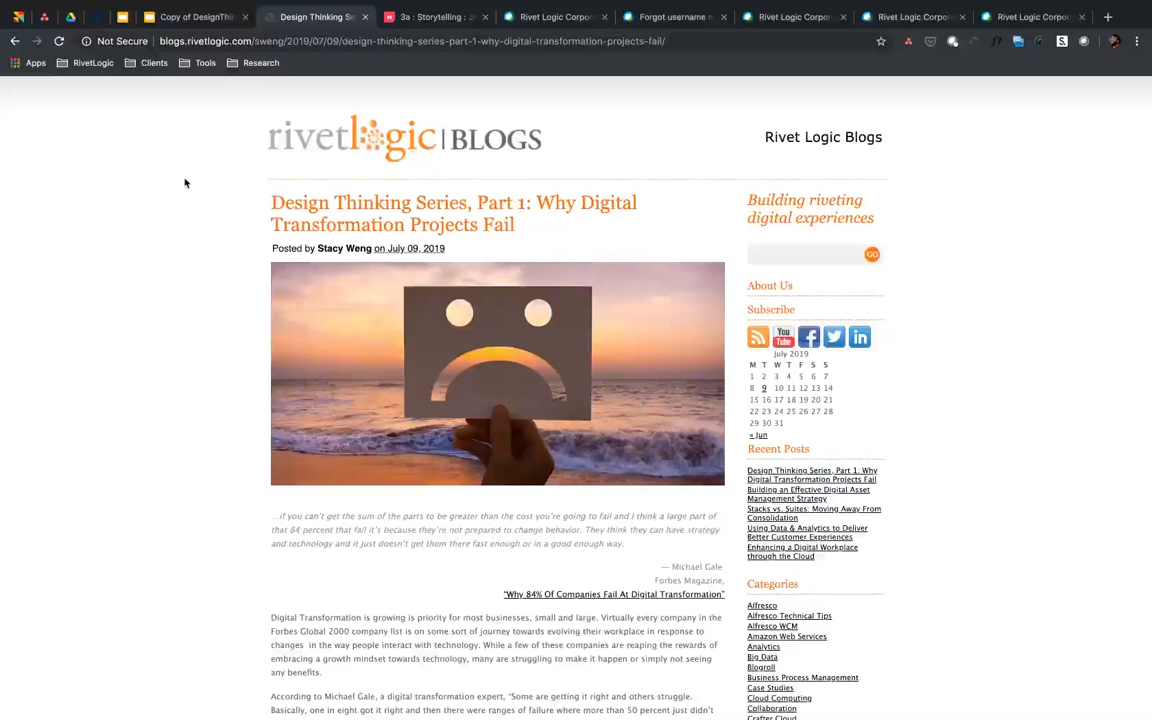 Copy of DesignThin
Design Thinking Se
3a : Storytelling : J
Rivet Logic Corpor
Forgot username o
Rivet Logic Corpor
Rivet Logic Corpor
Rivet Logic Corpor
Not Secure
blogs.rivetlogic.com/sweng/2019/07/09/design-thinking-series-part-1-why-digital-transformation-projects-fail/
Apps RivetLogic Clients Tools Research
rivetlogic | BLOGS
Rivet Logic Blogs
Design Thinking Series, Part 1: Why Digital
Transformation Projects Fail
Posted by Stacy Weng on July 09, 2019
...if you can't get the sum of the parts to be greater than the cost you're going to fail and I think a large part of
that 84 percent that fail it's because they're not prepared to change behavior. They think they can have strategy
and technology and it just doesn't get them there fast enough or in a good enough way.
— Michael Gale
Forbes Magazine,
"Why 84% Of Companies Fail At Digital Transformation"
Digital Transformation is growing is priority for most businesses, small and large. Virtually every company in the
Forbes Global 2000 company list is on some sort of journey towards evolving their workplace in response to
changes in the way people interact with technology. While a few of these companies are reaping the rewards of
embracing a growth mindset towards technology, many are struggling to make it happen or simply not seeing
any benefits.
According to Michael Gale, a digital transformation expert, "Some are getting it right and others struggle.
Basically, one in eight got it right and then there were ranges of failure where more than 50 percent just didn't
Building riveting
digital experiences
GO
About Us
Subscribe
You
Tube
f
in
July 2019
M T W T F S S
1 2 3 4 5 6 7
8 9 10 11 12 13 14
15 16 17 18 19 20 21
22 23 24 25 26 27 28
29 30 31
« Jun
Recent Posts
Design Thinking Series, Part 1: Why
Digital Transformation Projects Fail
Building an Effective Digital Asset
Management Strategy
Stacks vs. Suites: Moving Away From
Consolidation
Using Data & Analytics to Deliver
Better Customer Experiences
Enhancing a Digital Workplace
through the Cloud
Categories
Alfresco
Alfresco Technical Tips
Alfresco WCM
Amazon Web Services
Analytics
Big Data
Blogroll
Business Process Management
Case Studies
Cloud Computing
Collaboration
Crafter Cloud